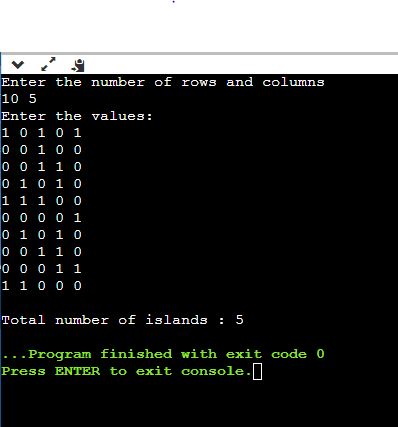 Enter the number of rows and columns
10 5
Enter the values:
1 0 1 0 1
0 0 1 0 0
0 0 1 1 0
0 1 0 1 0
1 1 1 0 0
0 0 0 0 1
0 1 0 1 0
0 0 1 1 0
0 0 0 1 1
1 1 0 0 0
Total number of islands : 5
...Program finished with exit code 0
Press ENTER to exit console.